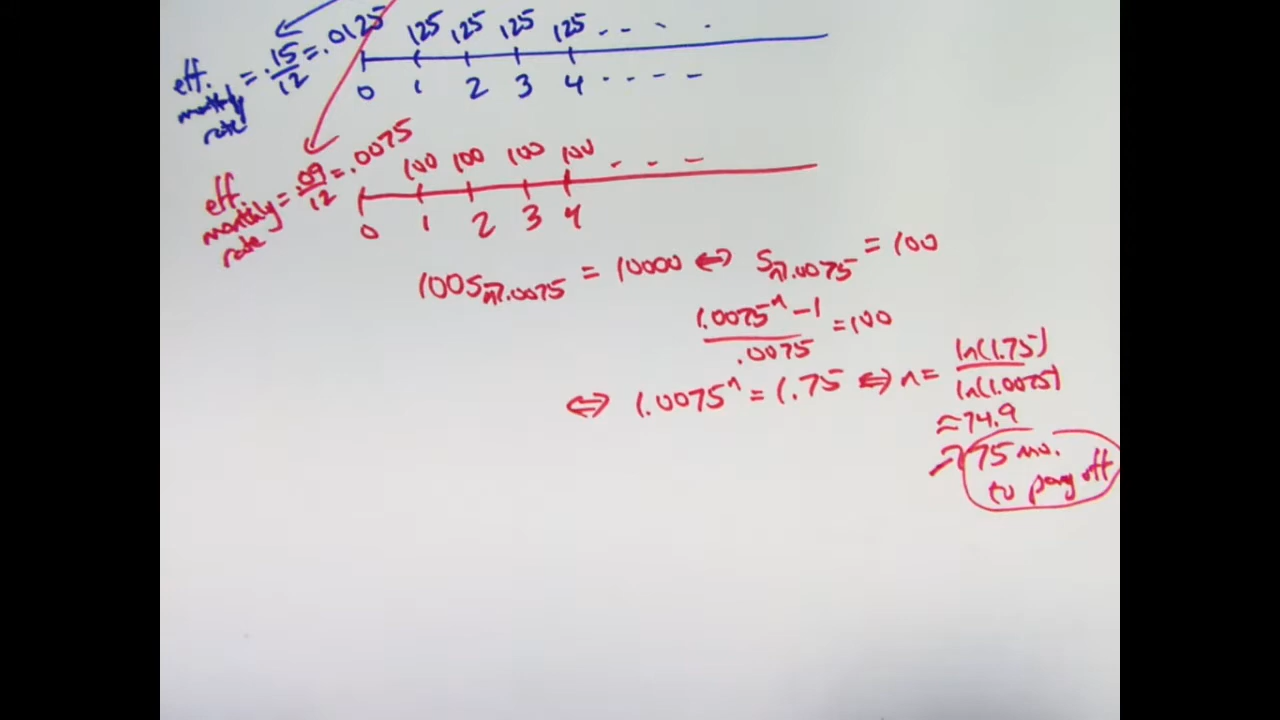 eff. monthly rate = .15/12 = .0125
125 125 125 125 . . . .
0 1 2 3 4 . . . .
eff. monthly rate = .09/12 = .0075
100 100 100 100 . . .
0 1 2 3 4
100 s n⌉.0075 = 10000 ⇔ s n⌉.0075 = 100
(1.0075^n - 1)/.0075 = 100
⇔ 1.0075^n = 1.75 ⇔ n = ln(1.75)/ln(1.0075)
≈ 74.9
→ 75 mo.
to pay off